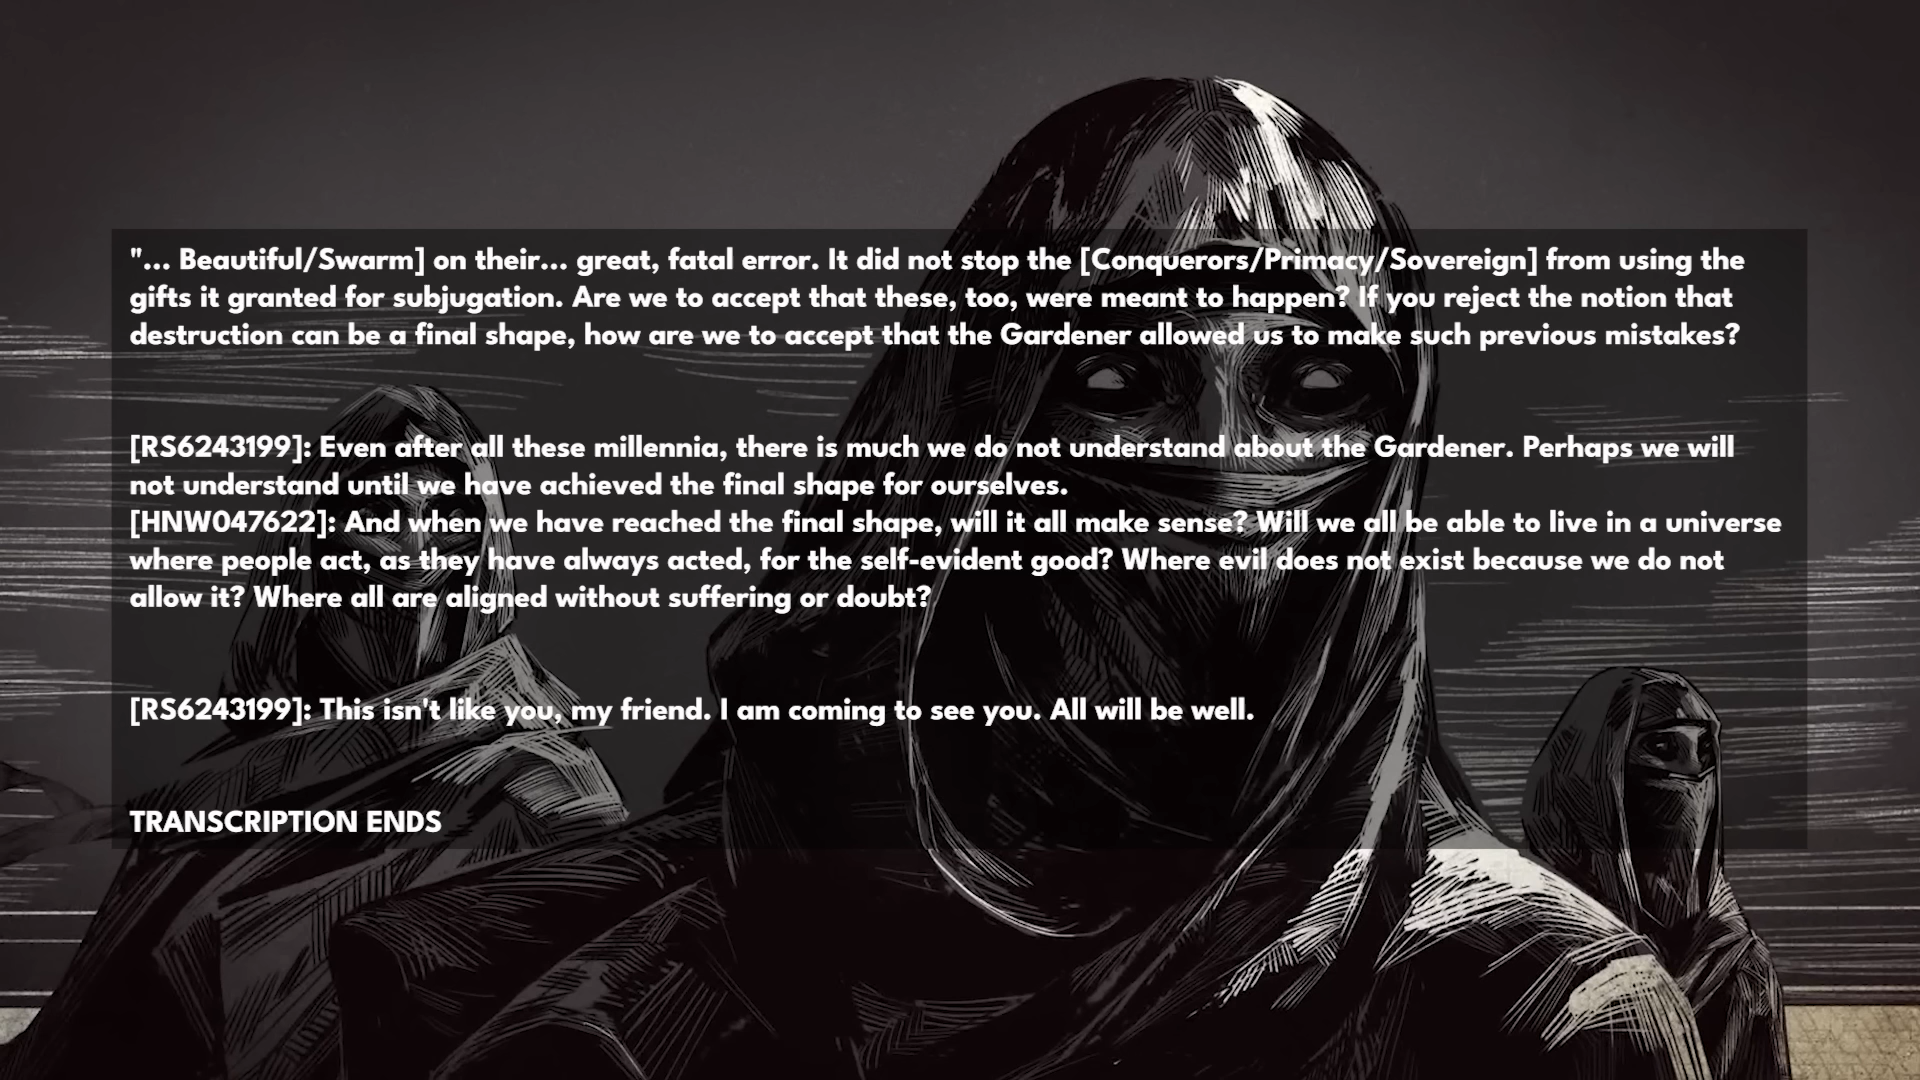 "... Beautiful/Swarm] on their... great, fatal error. It did not stop the [Conquerors/Primacy/Sovereign] from using the
gifts it granted for subjugation. Are we to accept that these, too, were meant to happen? If you reject the notion that
destruction can be a final shape, how are we to accept that the Gardener allowed us to make such previous mistakes?
[RS6243199]: Even after all these millennia, there is much we do not understand about the Gardener. Perhaps we will
not understand until we have achieved the final shape for ourselves.
[HNW047622]: And when we have reached the final shape, will it all make sense? Will we all be able to live in a universe
where people act, as they have always acted, for the self-evident good? Where evil does not exist because we do not
allow it? Where all are aligned without suffering or doubt?
[RS6243199]: This isn't like you, my friend. I am coming to see you. All will be well.
TRANSCRIPTION ENDS